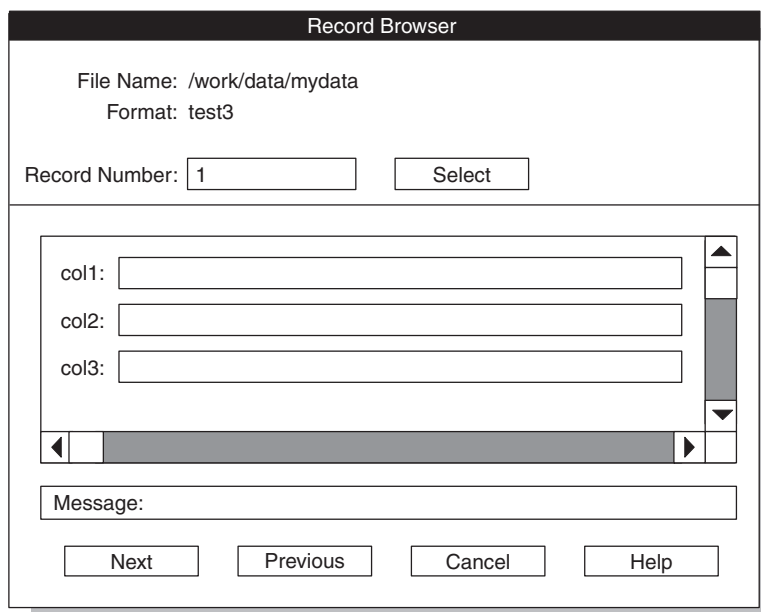 Record Browser
File Name: /work/data/mydata
Format: test3
Record Number: 1 Select
col1:
col2:
col3:
Message:
Next Previous Cancel Help